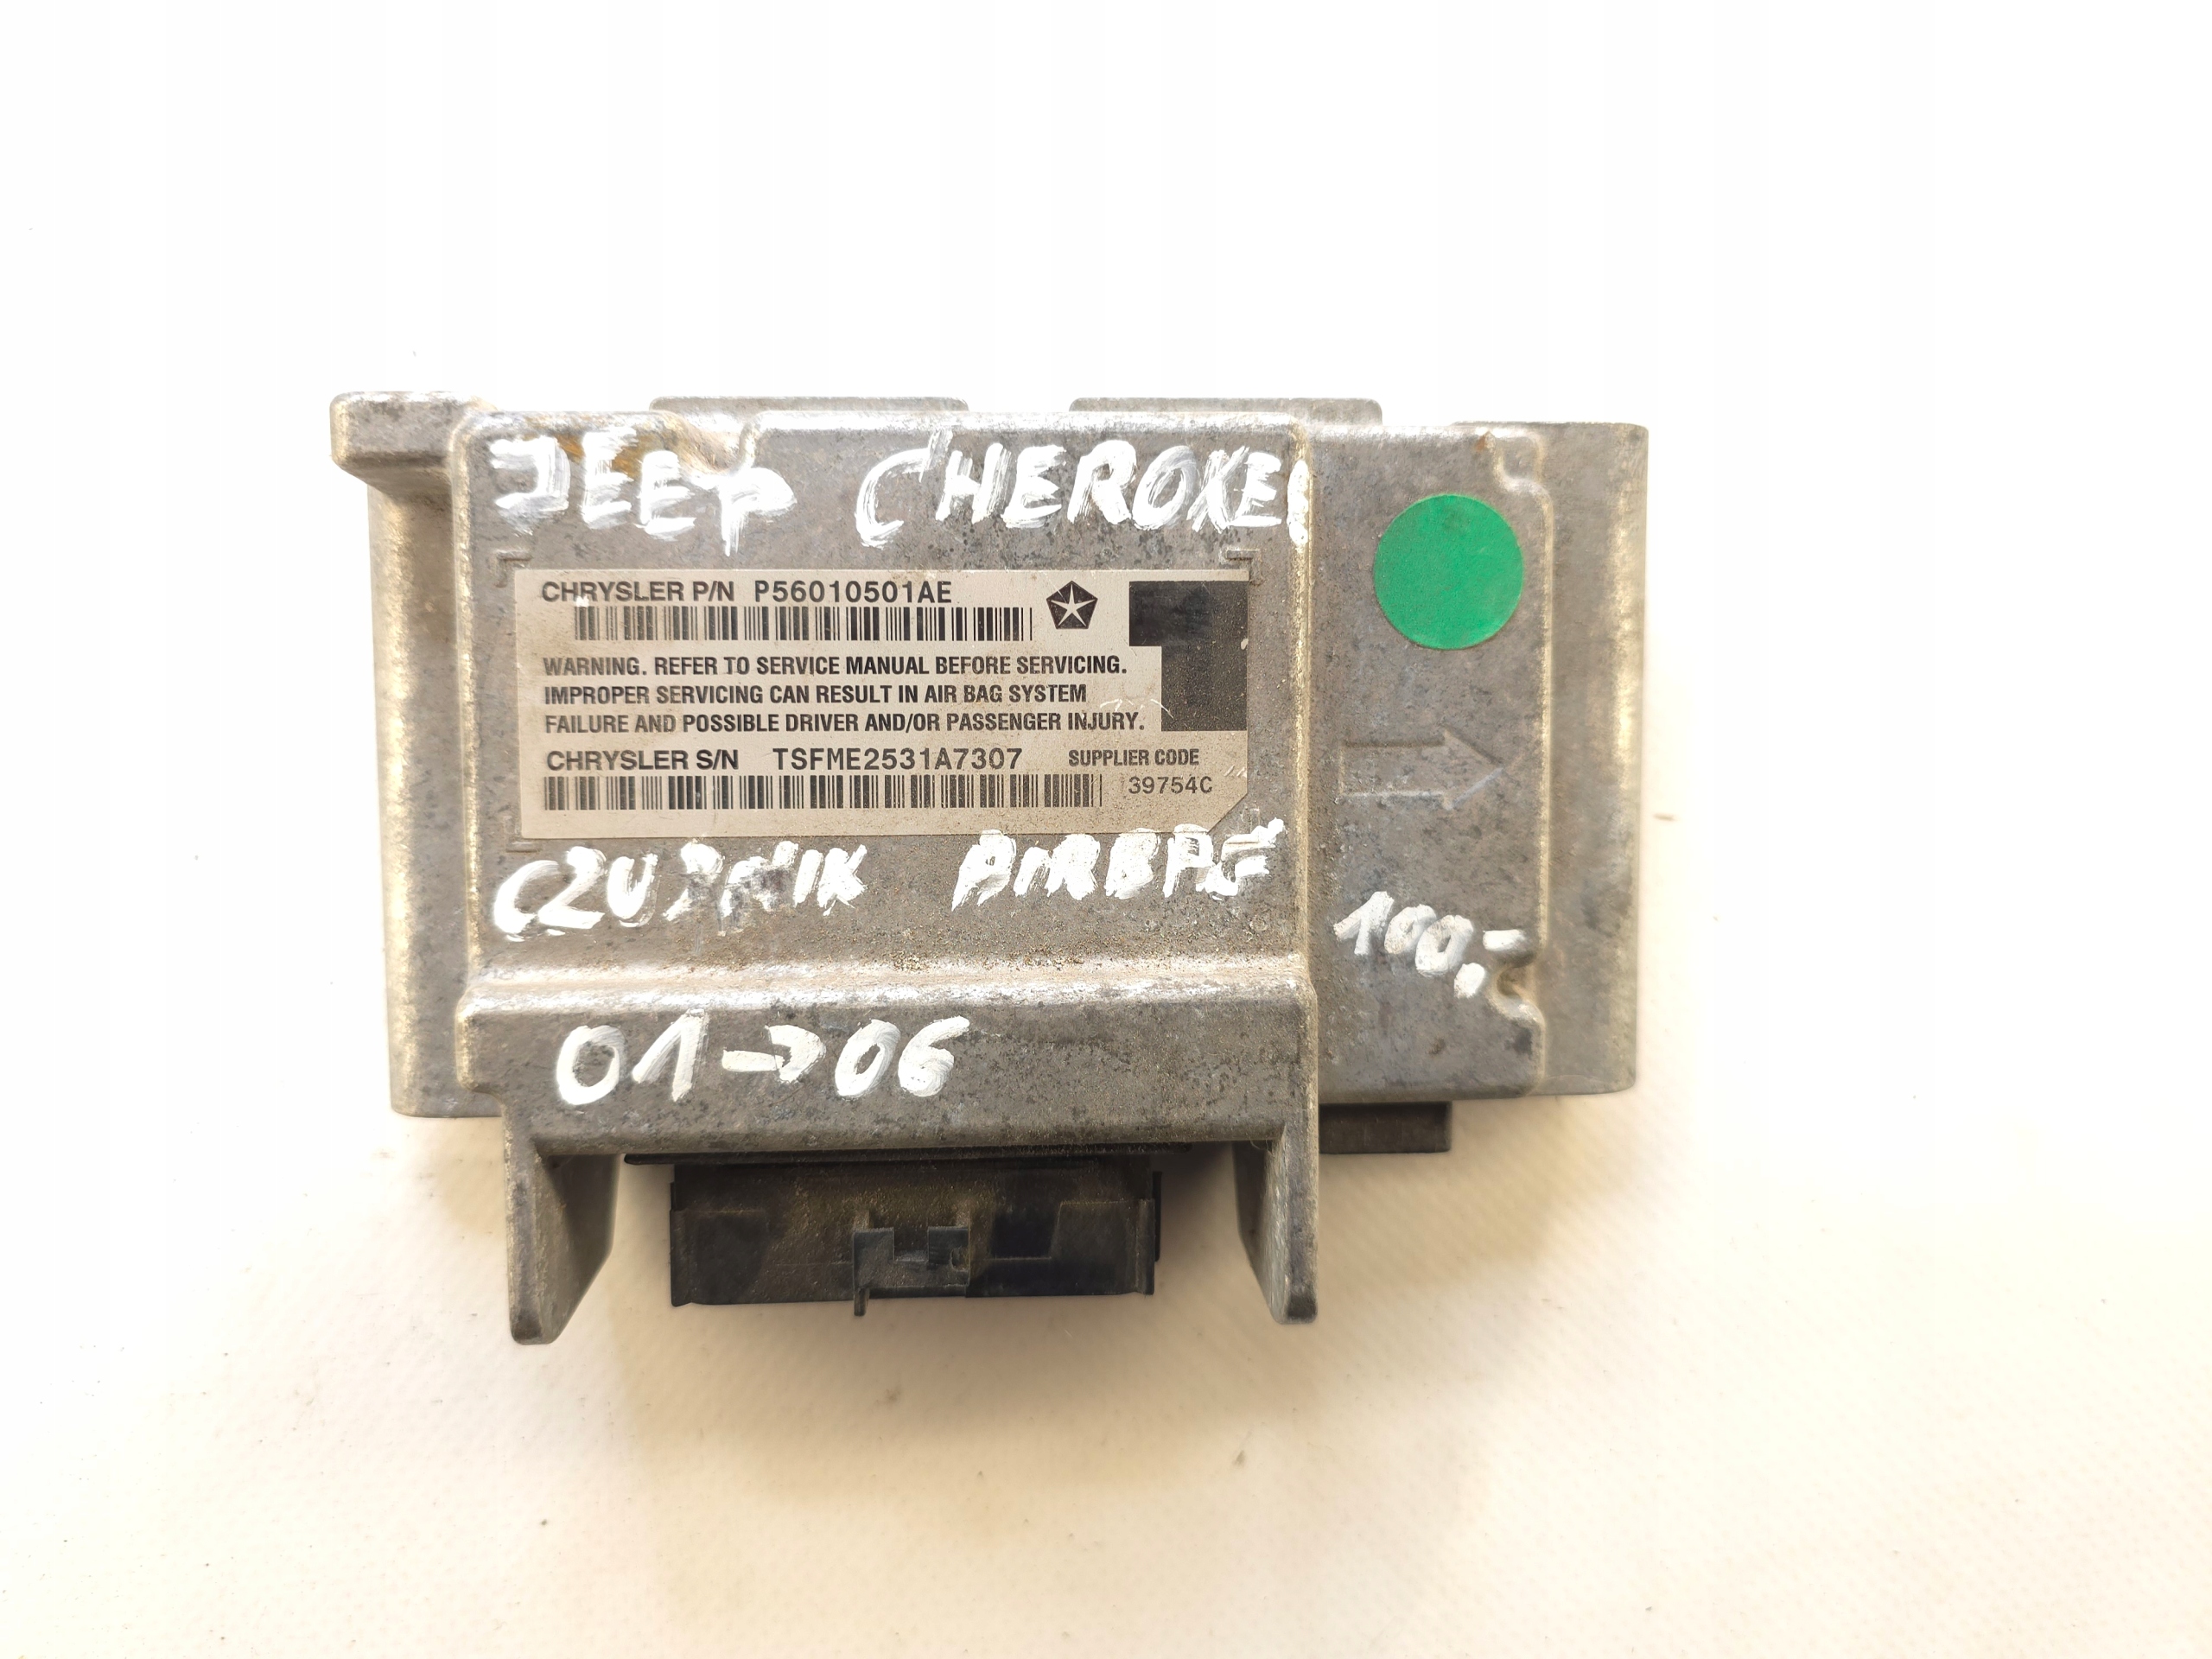 JEEP CHEROKEE
CHRYSLER P/N P56010501AE
WARNING. REFER TO SERVICE MANUAL BEFORE SERVICING.
IMPROPER SERVICING CAN RESULT IN AIR BAG SYSTEM
FAILURE AND POSSIBLE DRIVER AND/OR PASSENGER INJURY.
CHRYSLER S/N TSFME2531A7307 SUPPLIER CODE
39754C
CZUJNIK AIRBAG
100,-
01→06